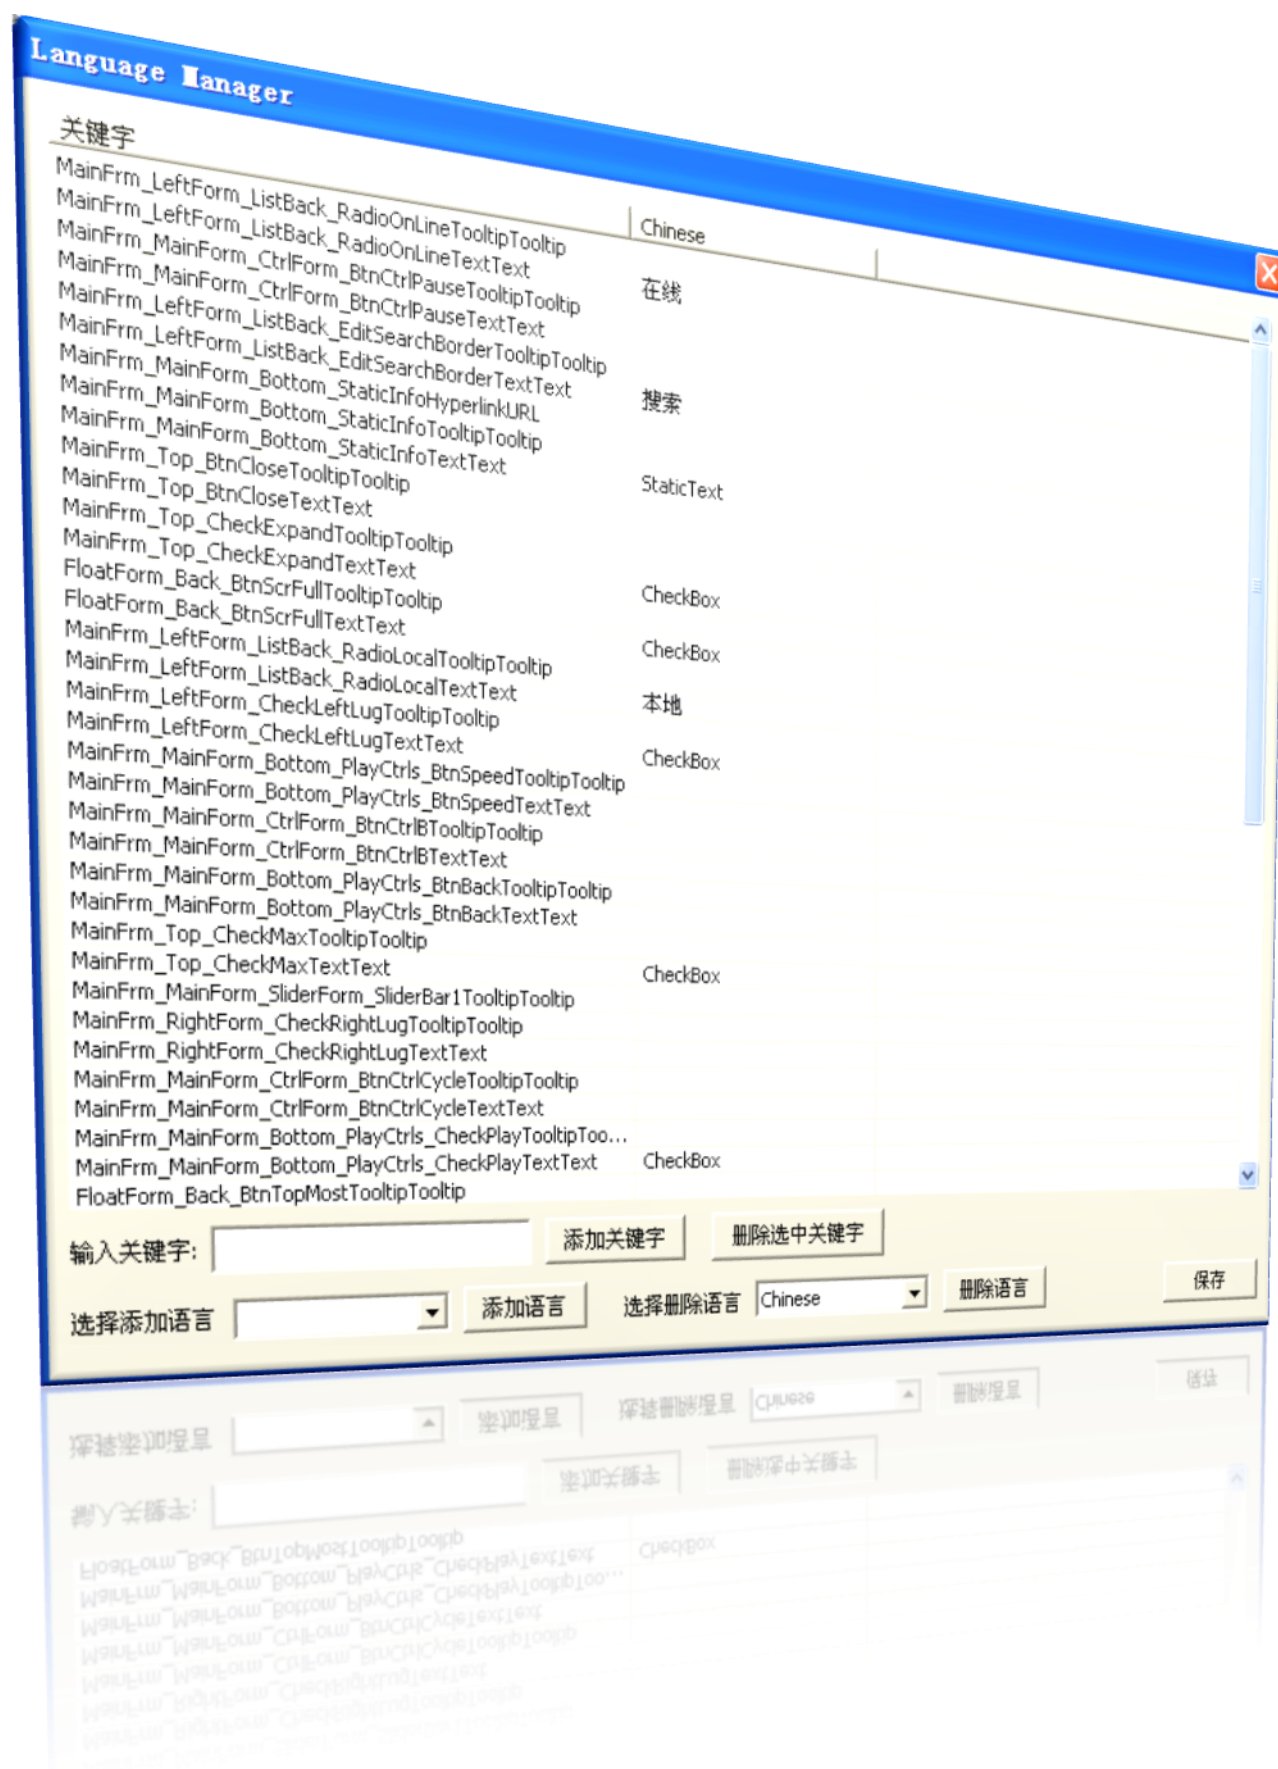 Language Manager
关键字 Chinese
MainFrm_LeftForm_ListBack_RadioOnLineTooltipTooltip
MainFrm_LeftForm_ListBack_RadioOnLineTextText 在线
MainFrm_MainForm_CtrlForm_BtnCtrlPauseTooltipTooltip
MainFrm_MainForm_CtrlForm_BtnCtrlPauseTextText
MainFrm_LeftForm_ListBack_EditSearchBorderTooltipTooltip
MainFrm_LeftForm_ListBack_EditSearchBorderTextText 搜索
MainFrm_MainForm_Bottom_StaticInfoHyperlinkURL
MainFrm_MainForm_Bottom_StaticInfoTooltipTooltip
MainFrm_MainForm_Bottom_StaticInfoTextText StaticText
MainFrm_Top_BtnCloseTooltipTooltip
MainFrm_Top_BtnCloseTextText
MainFrm_Top_CheckExpandTooltipTooltip
MainFrm_Top_CheckExpandTextText CheckBox
FloatForm_Back_BtnScrFullTooltipTooltip
FloatForm_Back_BtnScrFullTextText CheckBox
MainFrm_LeftForm_ListBack_RadioLocalTooltipTooltip
MainFrm_LeftForm_ListBack_RadioLocalTextText 本地
MainFrm_LeftForm_CheckLeftLugTooltipTooltip
MainFrm_LeftForm_CheckLeftLugTextText CheckBox
MainFrm_MainForm_Bottom_PlayCtrls_BtnSpeedTooltipTooltip
MainFrm_MainForm_Bottom_PlayCtrls_BtnSpeedTextText
MainFrm_MainForm_CtrlForm_BtnCtrlBTooltipTooltip
MainFrm_MainForm_CtrlForm_BtnCtrlBTextText
MainFrm_MainForm_Bottom_PlayCtrls_BtnBackTooltipTooltip
MainFrm_MainForm_Bottom_PlayCtrls_BtnBackTextText
MainFrm_Top_CheckMaxTooltipTooltip
MainFrm_Top_CheckMaxTextText CheckBox
MainFrm_MainForm_SliderForm_SliderBar1TooltipTooltip
MainFrm_RightForm_CheckRightLugTooltipTooltip
MainFrm_RightForm_CheckRightLugTextText
MainFrm_MainForm_CtrlForm_BtnCtrlCycleTooltipTooltip
MainFrm_MainForm_CtrlForm_BtnCtrlCycleTextText
MainFrm_MainForm_Bottom_PlayCtrls_CheckPlayTooltipToo...
MainFrm_MainForm_Bottom_PlayCtrls_CheckPlayTextText CheckBox
FloatForm_Back_BtnTopMostTooltipTooltip
输入关键字: 添加关键字 删除选中关键字
选择添加语言 添加语言 选择删除语言 Chinese 删除语言 保存